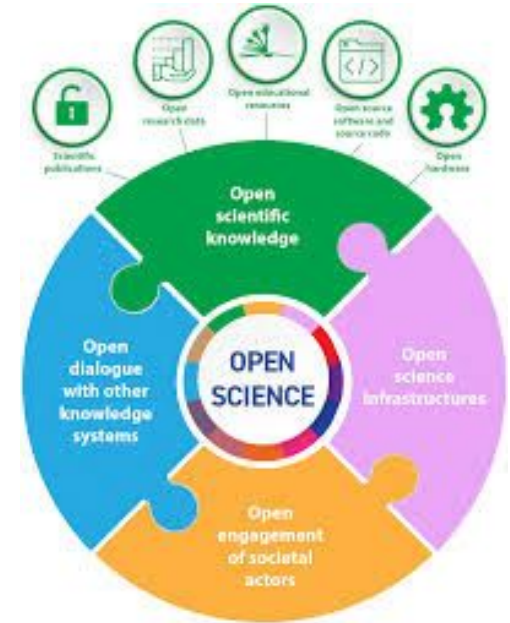 Scientific
publications
Open
research data
Open educational
resources
Open source
software and
source code
Open
hardware
</>
Open
scientific
knowledge
Open
dialogue
with other
knowledge
systems
OPEN
SCIENCE
Open
science
infrastructures
Open
engagement
of societal
actors